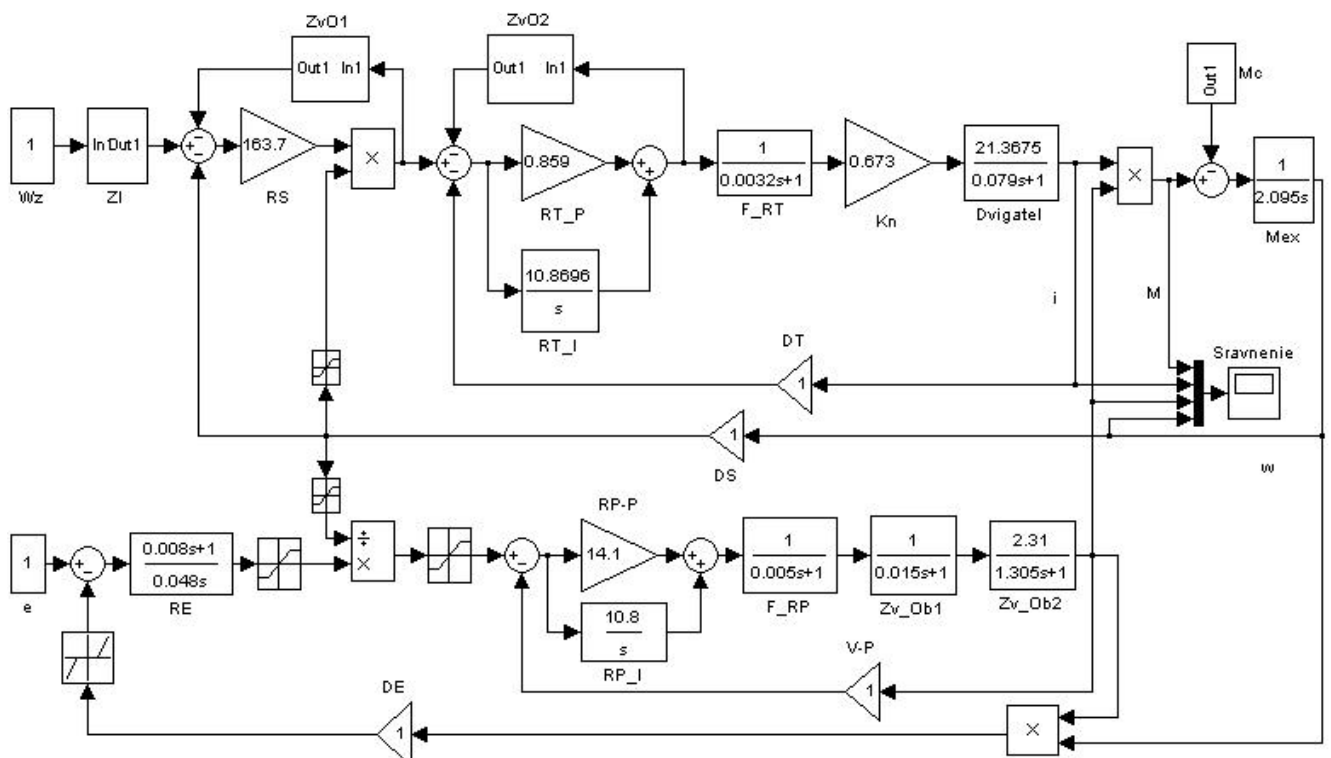 ZvO1
ZvO2
Out1 In1
Out1 In1
Out1
Mc
1
Wz
In Out1
ZI
+
-
-
163.7
RS
×
-
-
0.859
RT_P
+
1
0.0032s+1
F_RT
0.673
Kn
21.3675
0.079s+1
Dvigatel
×
+
-
1
2.095s
Mex
10.8696
s
RT_I
i
M
DT
1
Sravnenie
1
DS
w
RP-P
1
e
+
-
0.008s+1
0.048s
RE
÷
×
+
-
14.1
+
+
1
0.005s+1
F_RP
1
0.015s+1
Zv_Ob1
2.31
1.305s+1
Zv_Ob2
10.8
s
RP_I
V-P
1
DE
1
×